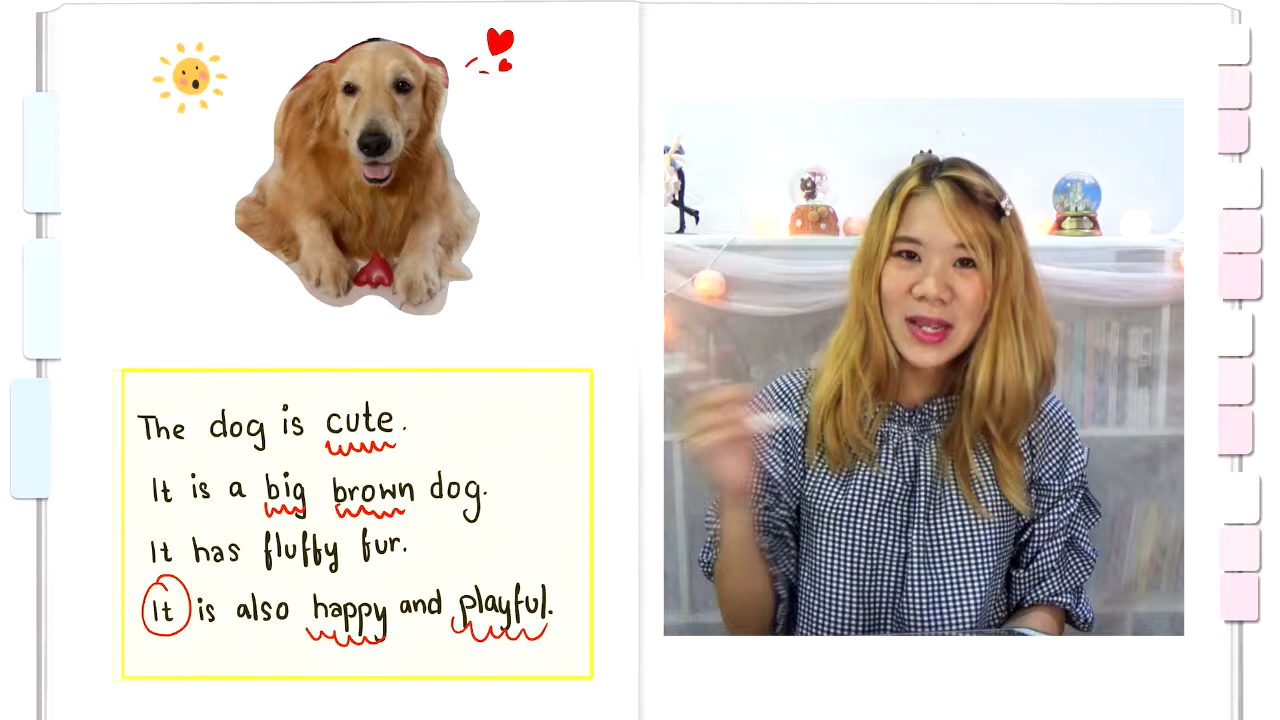 The dog is cute.
It is a big brown dog.
It has fluffy fur.
It is also happy and playful.